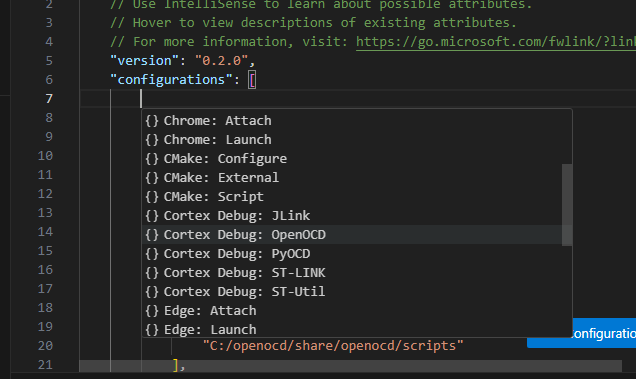 2 // Use IntelliSense to learn about possible attributes.
3 // Hover to view descriptions of existing attributes.
4 // For more information, visit: https://go.microsoft.com/fwlink/?link
5 "version": "0.2.0",
6 "configurations": [
7
8 {} Chrome: Attach
9 {} Chrome: Launch
10 {} CMake: Configure
11 {} CMake: External
12 {} CMake: Script
13 {} Cortex Debug: JLink
14 {} Cortex Debug: OpenOCD
15 {} Cortex Debug: PyOCD
16 {} Cortex Debug: ST-LINK
17 {} Cortex Debug: ST-Util
18 {} Edge: Attach
19 {} Edge: Launch
onfiguratio
20 "C:/openocd/share/openocd/scripts"
21 ],